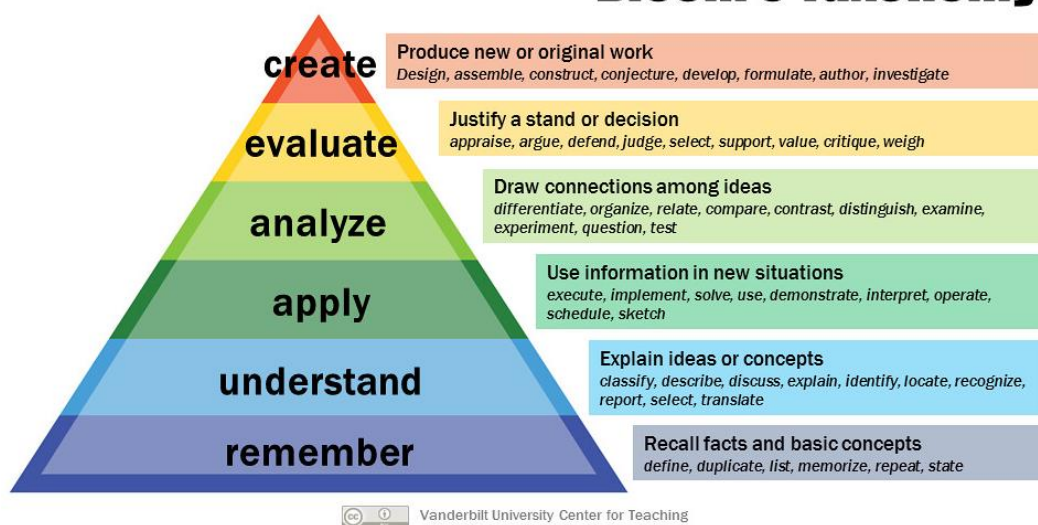 create
Produce new or original work
Design, assemble, construct, conjecture, develop, formulate, author, investigate
evaluate
Justify a stand or decision
appraise, argue, defend, judge, select, support, value, critique, weigh
analyze
Draw connections among ideas
differentiate, organize, relate, compare, contrast, distinguish, examine,
experiment, question, test
apply
Use information in new situations
execute, implement, solve, use, demonstrate, interpret, operate,
schedule, sketch
understand
Explain ideas or concepts
classify, describe, discuss, explain, identify, locate, recognize,
report, select, translate
remember
Recall facts and basic concepts
define, duplicate, list, memorize, repeat, state
cc
Vanderbilt University Center for Teaching